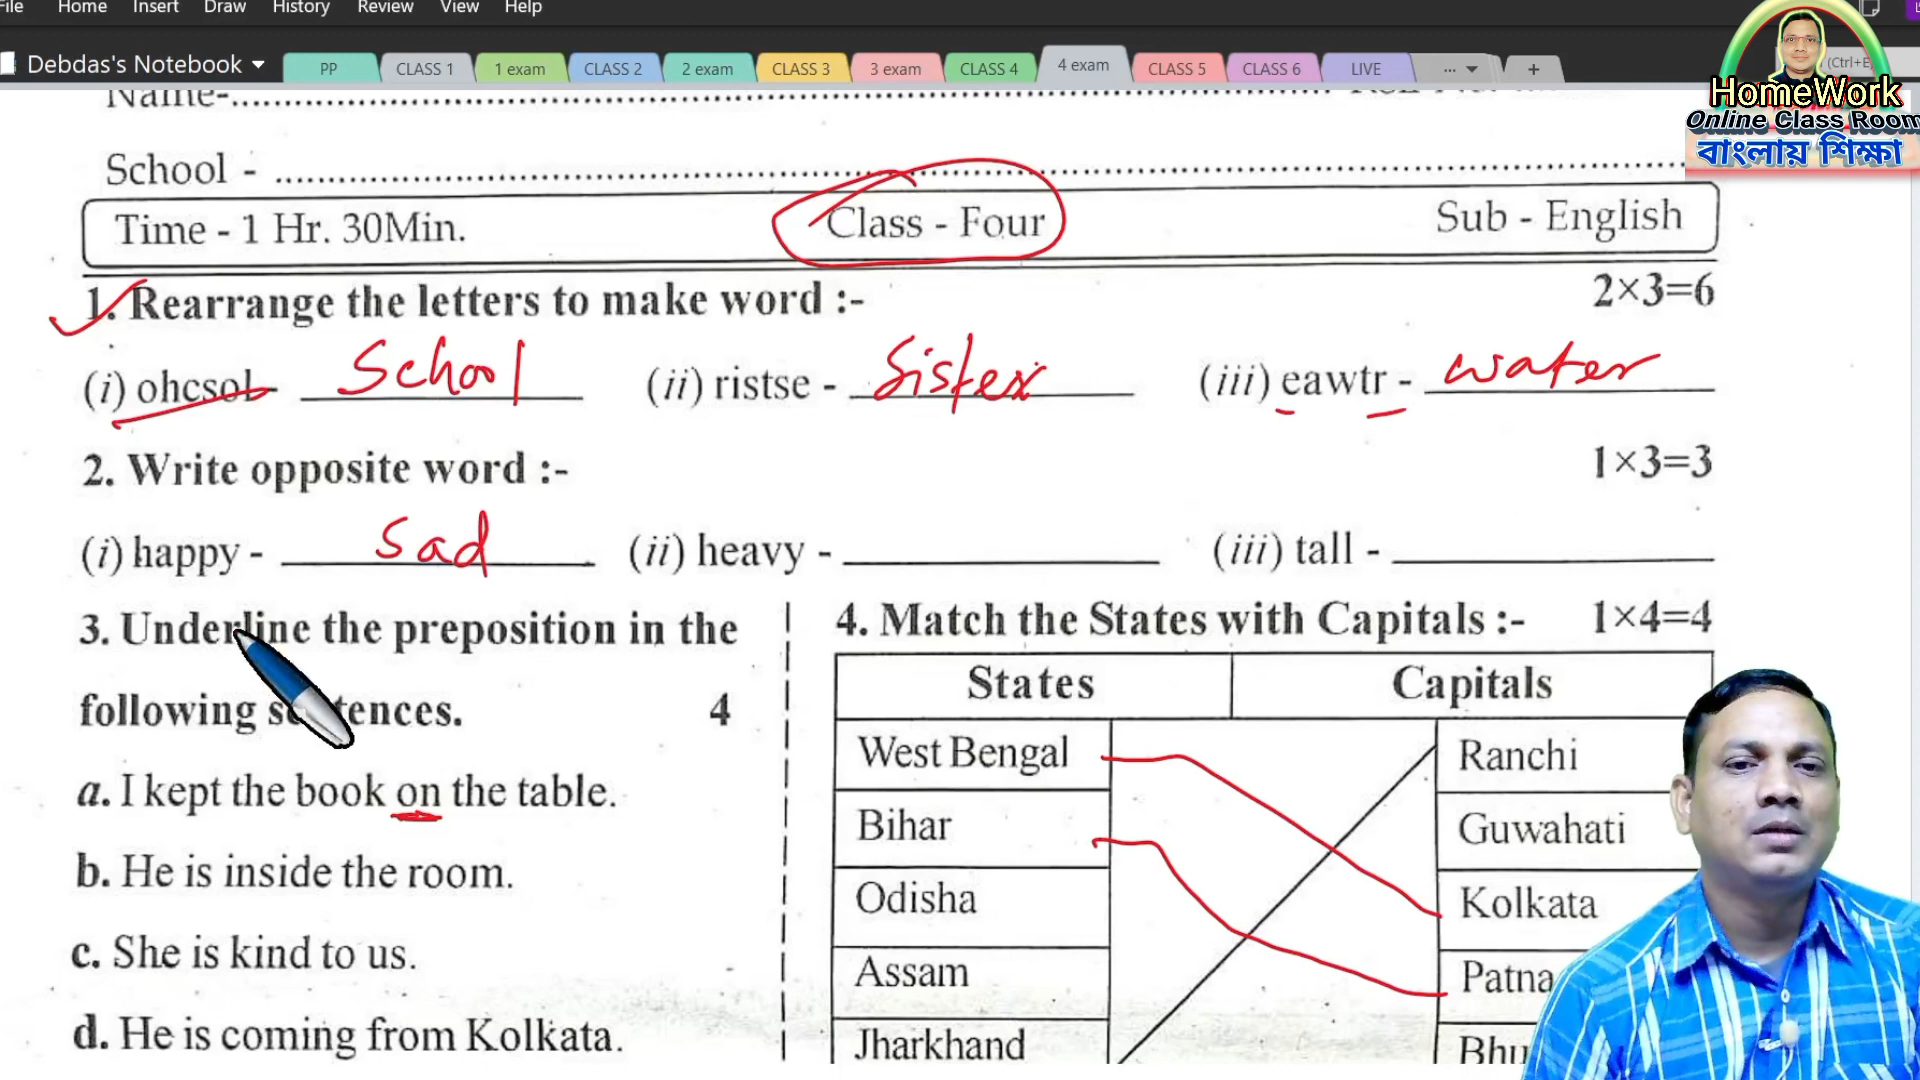 File Home Insert Draw History Review View Help
Debdas's Notebook PP CLASS 1 1 exam CLASS 2 2 exam CLASS 3 3 exam CLASS 4 4 exam CLASS 5 CLASS 6 LIVE ... + (Ctrl+E)
HomeWork
Online Class Room
বাংলায় শিক্ষা
Name-
School -
Time - 1 Hr. 30Min. Class - Four Sub - English
1. Rearrange the letters to make word :- 2×3=6
(i) ohcsol- School (ii) ristse - Sister (iii) eawtr - water
2. Write opposite word :- 1×3=3
(i) happy - sad (ii) heavy - (iii) tall -
3. Underline the preposition in the
following sentences. 4
a. I kept the book on the table.
b. He is inside the room.
c. She is kind to us.
d. He is coming from Kolkata.
4. Match the States with Capitals :- 1×4=4
States Capitals
West Bengal Ranchi
Bihar Guwahati
Odisha Kolkata
Assam Patna
Jharkhand Bhu